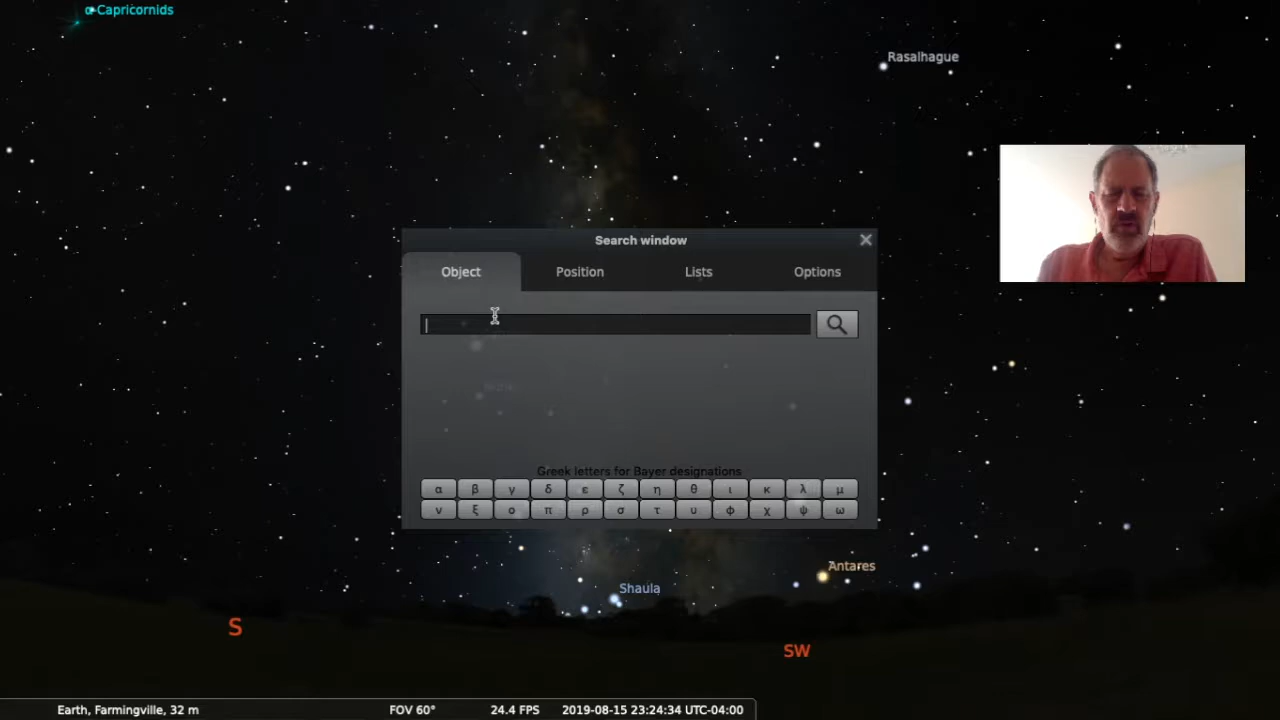 α-Capricornids
Rasalhague
Search window
Object Position Lists Options
Greek letters for Bayer designations
α β γ δ ε ζ η θ ι κ λ μ
ν ξ ο π ρ σ τ υ φ χ ψ ω
Antares
Shaula
S
SW
Earth, Farmingville, 32 m FOV 60° 24.4 FPS 2019-08-15 23:24:34 UTC-04:00